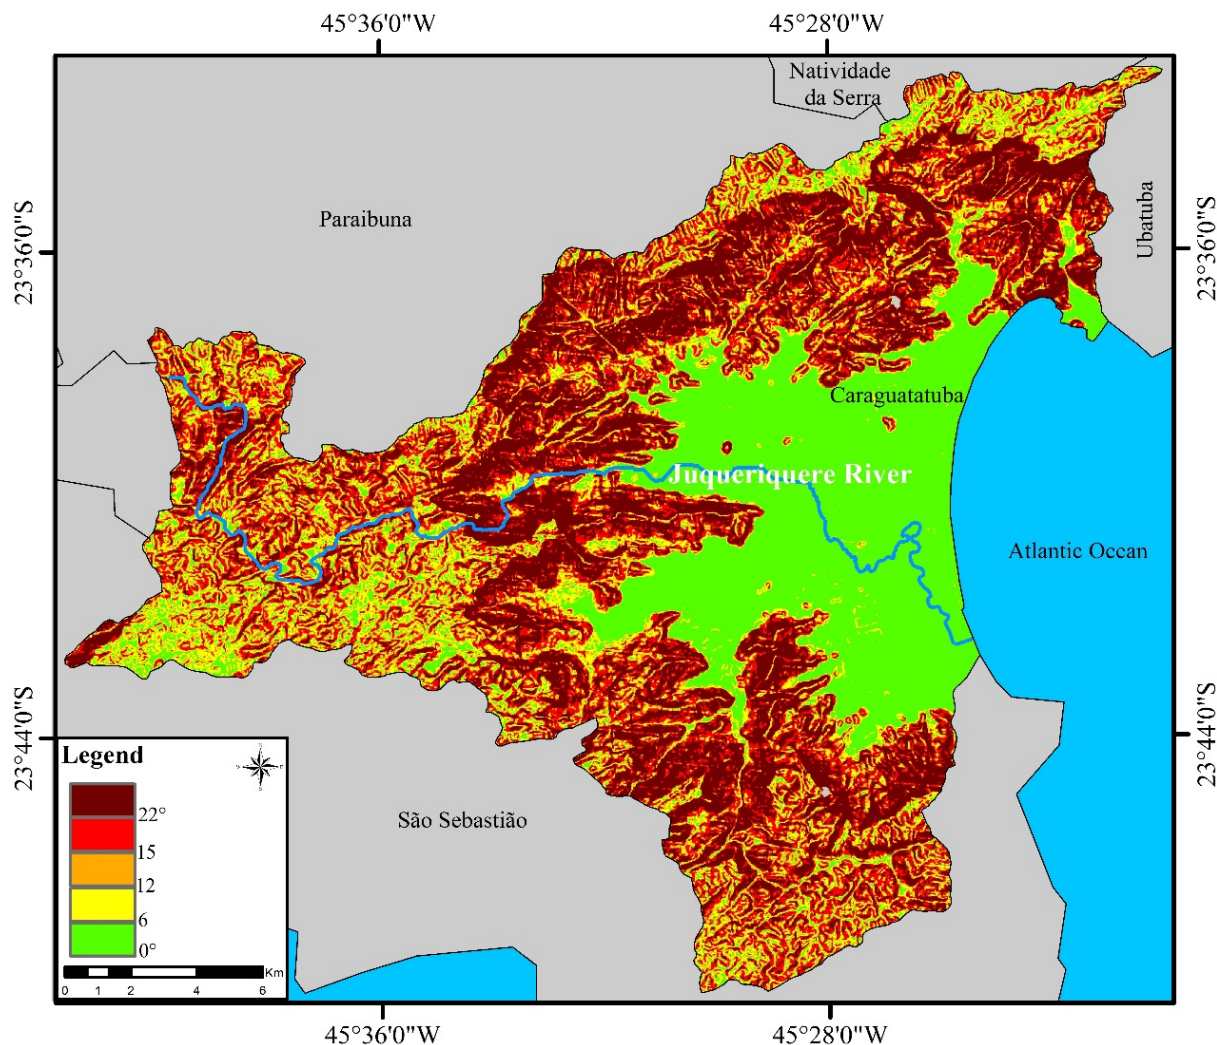 45°36'0"W
45°28'0"W
Natividade
da Serra
Paraibuna
Ubatuba
23°36'0"S
23°36'0"S
Caraguatatuba
Juqueriquere River
Atlantic Occan
23°44'0"S
23°44'0"S
Legend
22°
15
12
6
0°
São Sebastião
Km
0 1 2 4 6
45°36'0"W
45°28'0"W